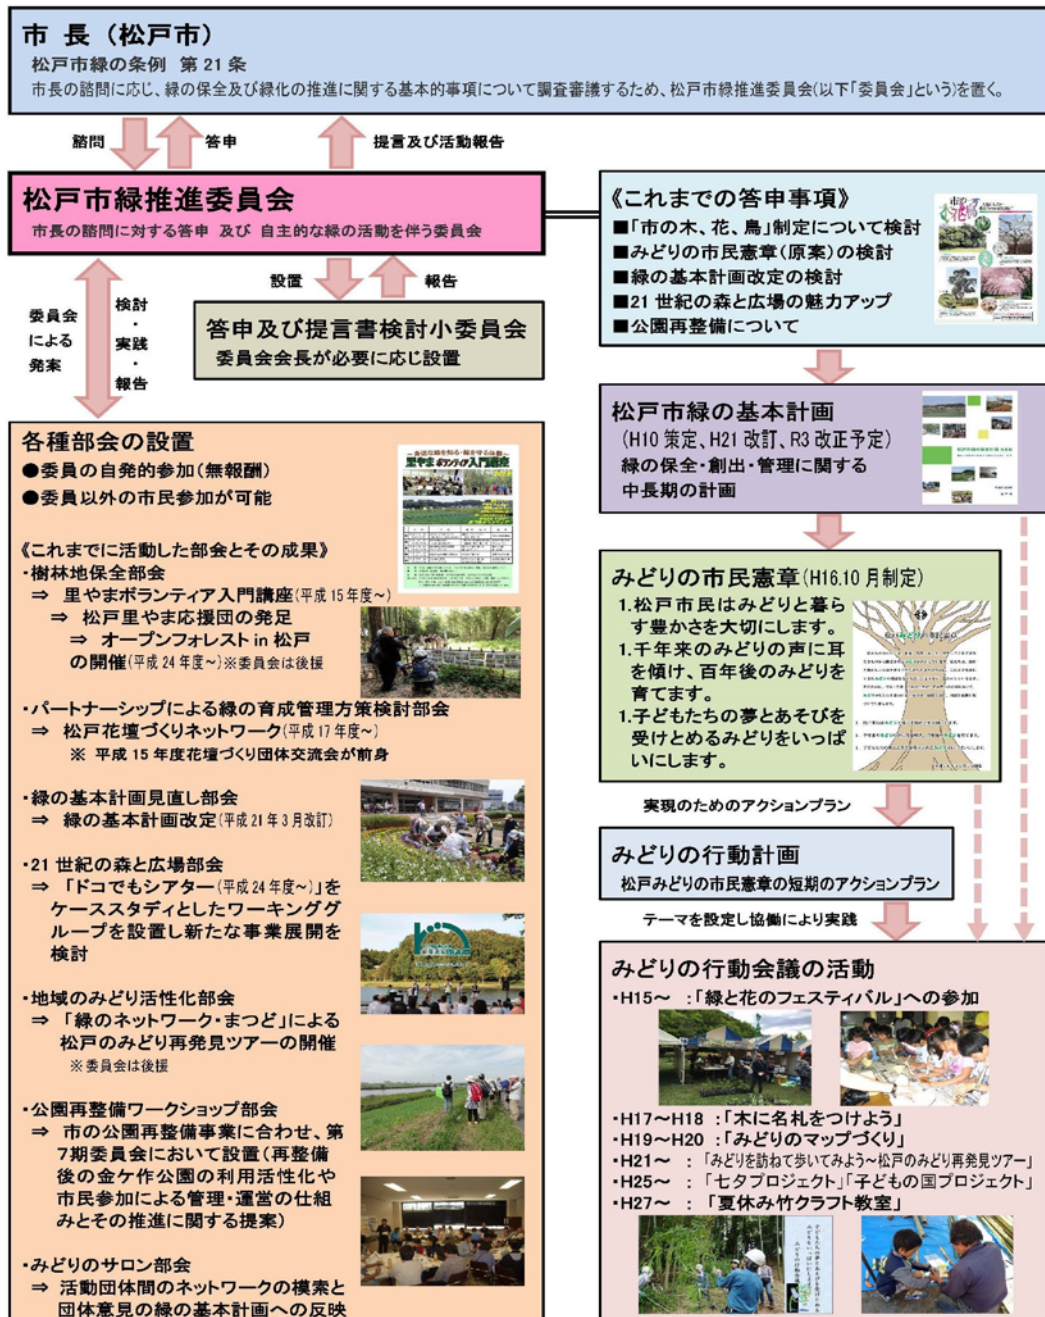 市 長 (松戸市)
松戸市緑の条例 第21条
市長の諮問に応じ、緑の保全及び緑化の推進に関する基本的事項について調査審議するため、松戸市緑推進委員会(以下「委員会」という)を置く。
諮問
答申
提言及び活動報告
松戸市緑推進委員会
市長の諮問に対する答申 及び 自主的な緑の活動を伴う委員会
設置
報告
委員会
による
発案
検討
・
実践
・
報告
答申及び提言書検討小委員会
委員会会長が必要に応じ設置
各種部会の設置
●委員の自発的参加(無報酬)
●委員以外の市民参加が可能
里やまボランティア入門講座
《これまでに活動した部会とその成果》
・樹林地保全部会
⇒ 里やまボランティア入門講座(平成15年度~)
⇒ 松戸里やま応援団の発足
⇒ オープンフォレスト in 松戸
の開催(平成24年度~)※委員会は後援
・パートナーシップによる緑の育成管理方策検討部会
⇒ 松戸花壇づくりネットワーク(平成17年度~)
※ 平成15年度花壇づくり団体交流会が前身
・緑の基本計画見直し部会
⇒ 緑の基本計画改定(平成21年3月改訂)
・21世紀の森と広場部会
⇒ 「ドコでもシアター(平成24年度~)」を
ケーススタディとしたワーキンググ
ループを設置し新たな事業展開を
検討
・地域のみどり活性化部会
⇒ 「緑のネットワーク・まつど」による
松戸のみどり再発見ツアーの開催
※委員会は後援
・公園再整備ワークショップ部会
⇒ 市の公園再整備事業に合わせ、第
7期委員会において設置(再整備
後の金ケ作公園の利用活性化や
市民参加による管理・運営の仕組
みとその推進に関する提案)
・みどりのサロン部会
⇒ 活動団体間のネットワークの模索と
団体意見の緑の基本計画への反映
《これまでの答申事項》
■「市の木、花、鳥」制定について検討
■みどりの市民憲章(原案)の検討
■緑の基本計画改定の検討
■21世紀の森と広場の魅力アップ
■公園再整備について
松戸市緑の基本計画
(H10策定、H21改訂、R3改正予定)
緑の保全・創出・管理に関する
中長期の計画
みどりの市民憲章(H16.10月制定)
1.松戸市民はみどりと暮ら
す豊かさを大切にします。
1.千年来のみどりの声に耳
を傾け、百年後のみどりを
育てます。
1.子どもたちの夢とあそびを
受けとめるみどりをいっぱ
いにします。
実現のためのアクションプラン
みどりの行動計画
松戸みどりの市民憲章の短期のアクションプラン
テーマを設定し協働により実践
みどりの行動会議の活動
・H15~ :「緑と花のフェスティバル」への参加
・H17~H18 :「木に名札をつけよう」
・H19~H20 :「みどりのマップづくり」
・H21~ : 「みどりを訪ねて歩いてみよう~松戸のみどり再発見ツアー」
・H25~ : 「七夕プロジェクト」「子どもの国プロジェクト」
・H27~ : 「夏休み竹クラフト教室」